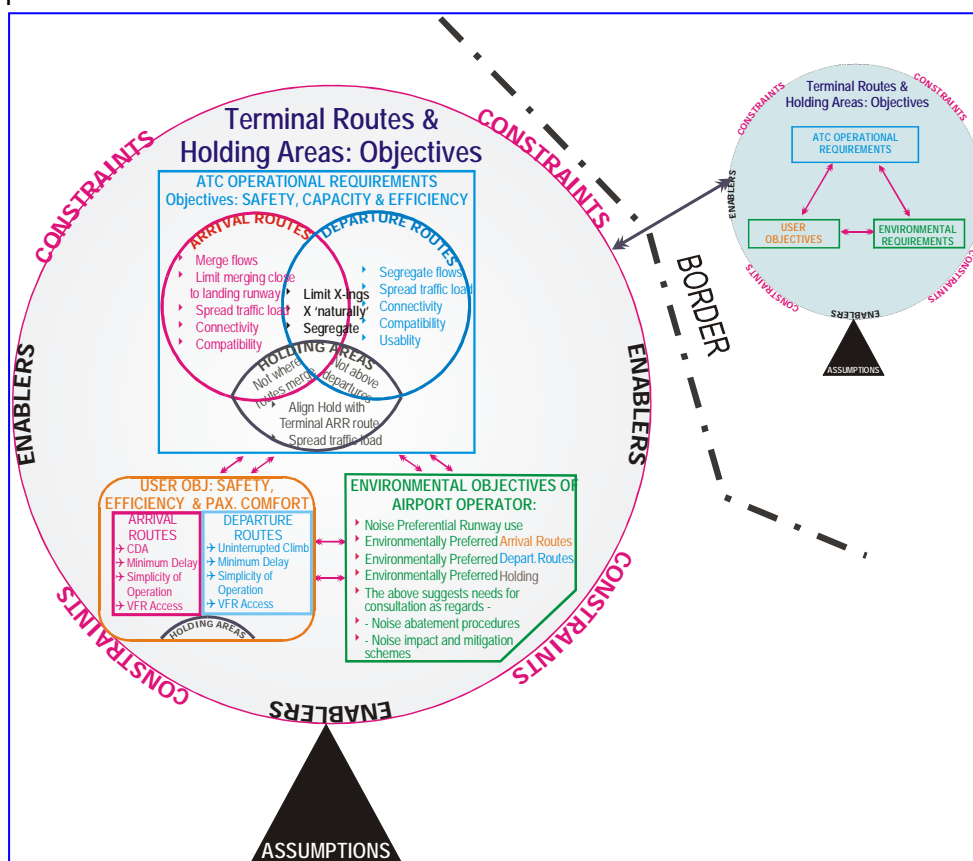 Terminal Routes &
Holding Areas: Objectives
CONSTRAINTS
CONSTRAINTS
ATC OPERATIONAL REQUIREMENTS
Objectives: SAFETY, CAPACITY & EFFICIENCY
ARRIVAL ROUTES
Merge flows
Limit merging close
to landing runway
Spread traffic load
Connectivity
Compatibility
DEPARTURE ROUTES
Segregate flows
Spread traffic load
Connectivity
Compatibility
Usablity
Limit X-ings
X 'naturally'
Segregate
HOLDING AREAS
Not where
routes merge
Not above
departures
Align Hold with
Terminal ARR route
Spread traffic load
ENABLERS
ENABLERS
USER OBJ: SAFETY,
EFFICIENCY & PAX. COMFORT
ARRIVAL
ROUTES
CDA
Minimum Delay
Simplicity of
Operation
VFR Access
DEPARTURE
ROUTES
Uninterrupted Climb
Minimum Delay
Simplicity of
Operation
VFR Access
HOLDING AREAS
ENVIRONMENTAL OBJECTIVES OF
AIRPORT OPERATOR:
Noise Preferential Runway use
Environmentally Preferred Arrival Routes
Environmentally Preferred Depart.Routes
Environmentally Preferred Holding
The above suggests needs for
consultation as regards -
- Noise abatement procedures
- Noise impact and mitigation
schemes
CONSTRAINTS
CONSTRAINTS
ENABLERS
ASSUMPTIONS
BORDER
Terminal Routes &
Holding Areas: Objectives
CONSTRAINTS
CONSTRAINTS
ATC OPERATIONAL
REQUIREMENTS
ENABLERS
ENABLERS
USER
OBJECTIVES
ENVIRONMENTAL
REQUIREMENTS
CONSTRAINTS
CONSTRAINTS
ENABLERS
ASSUMPTIONS